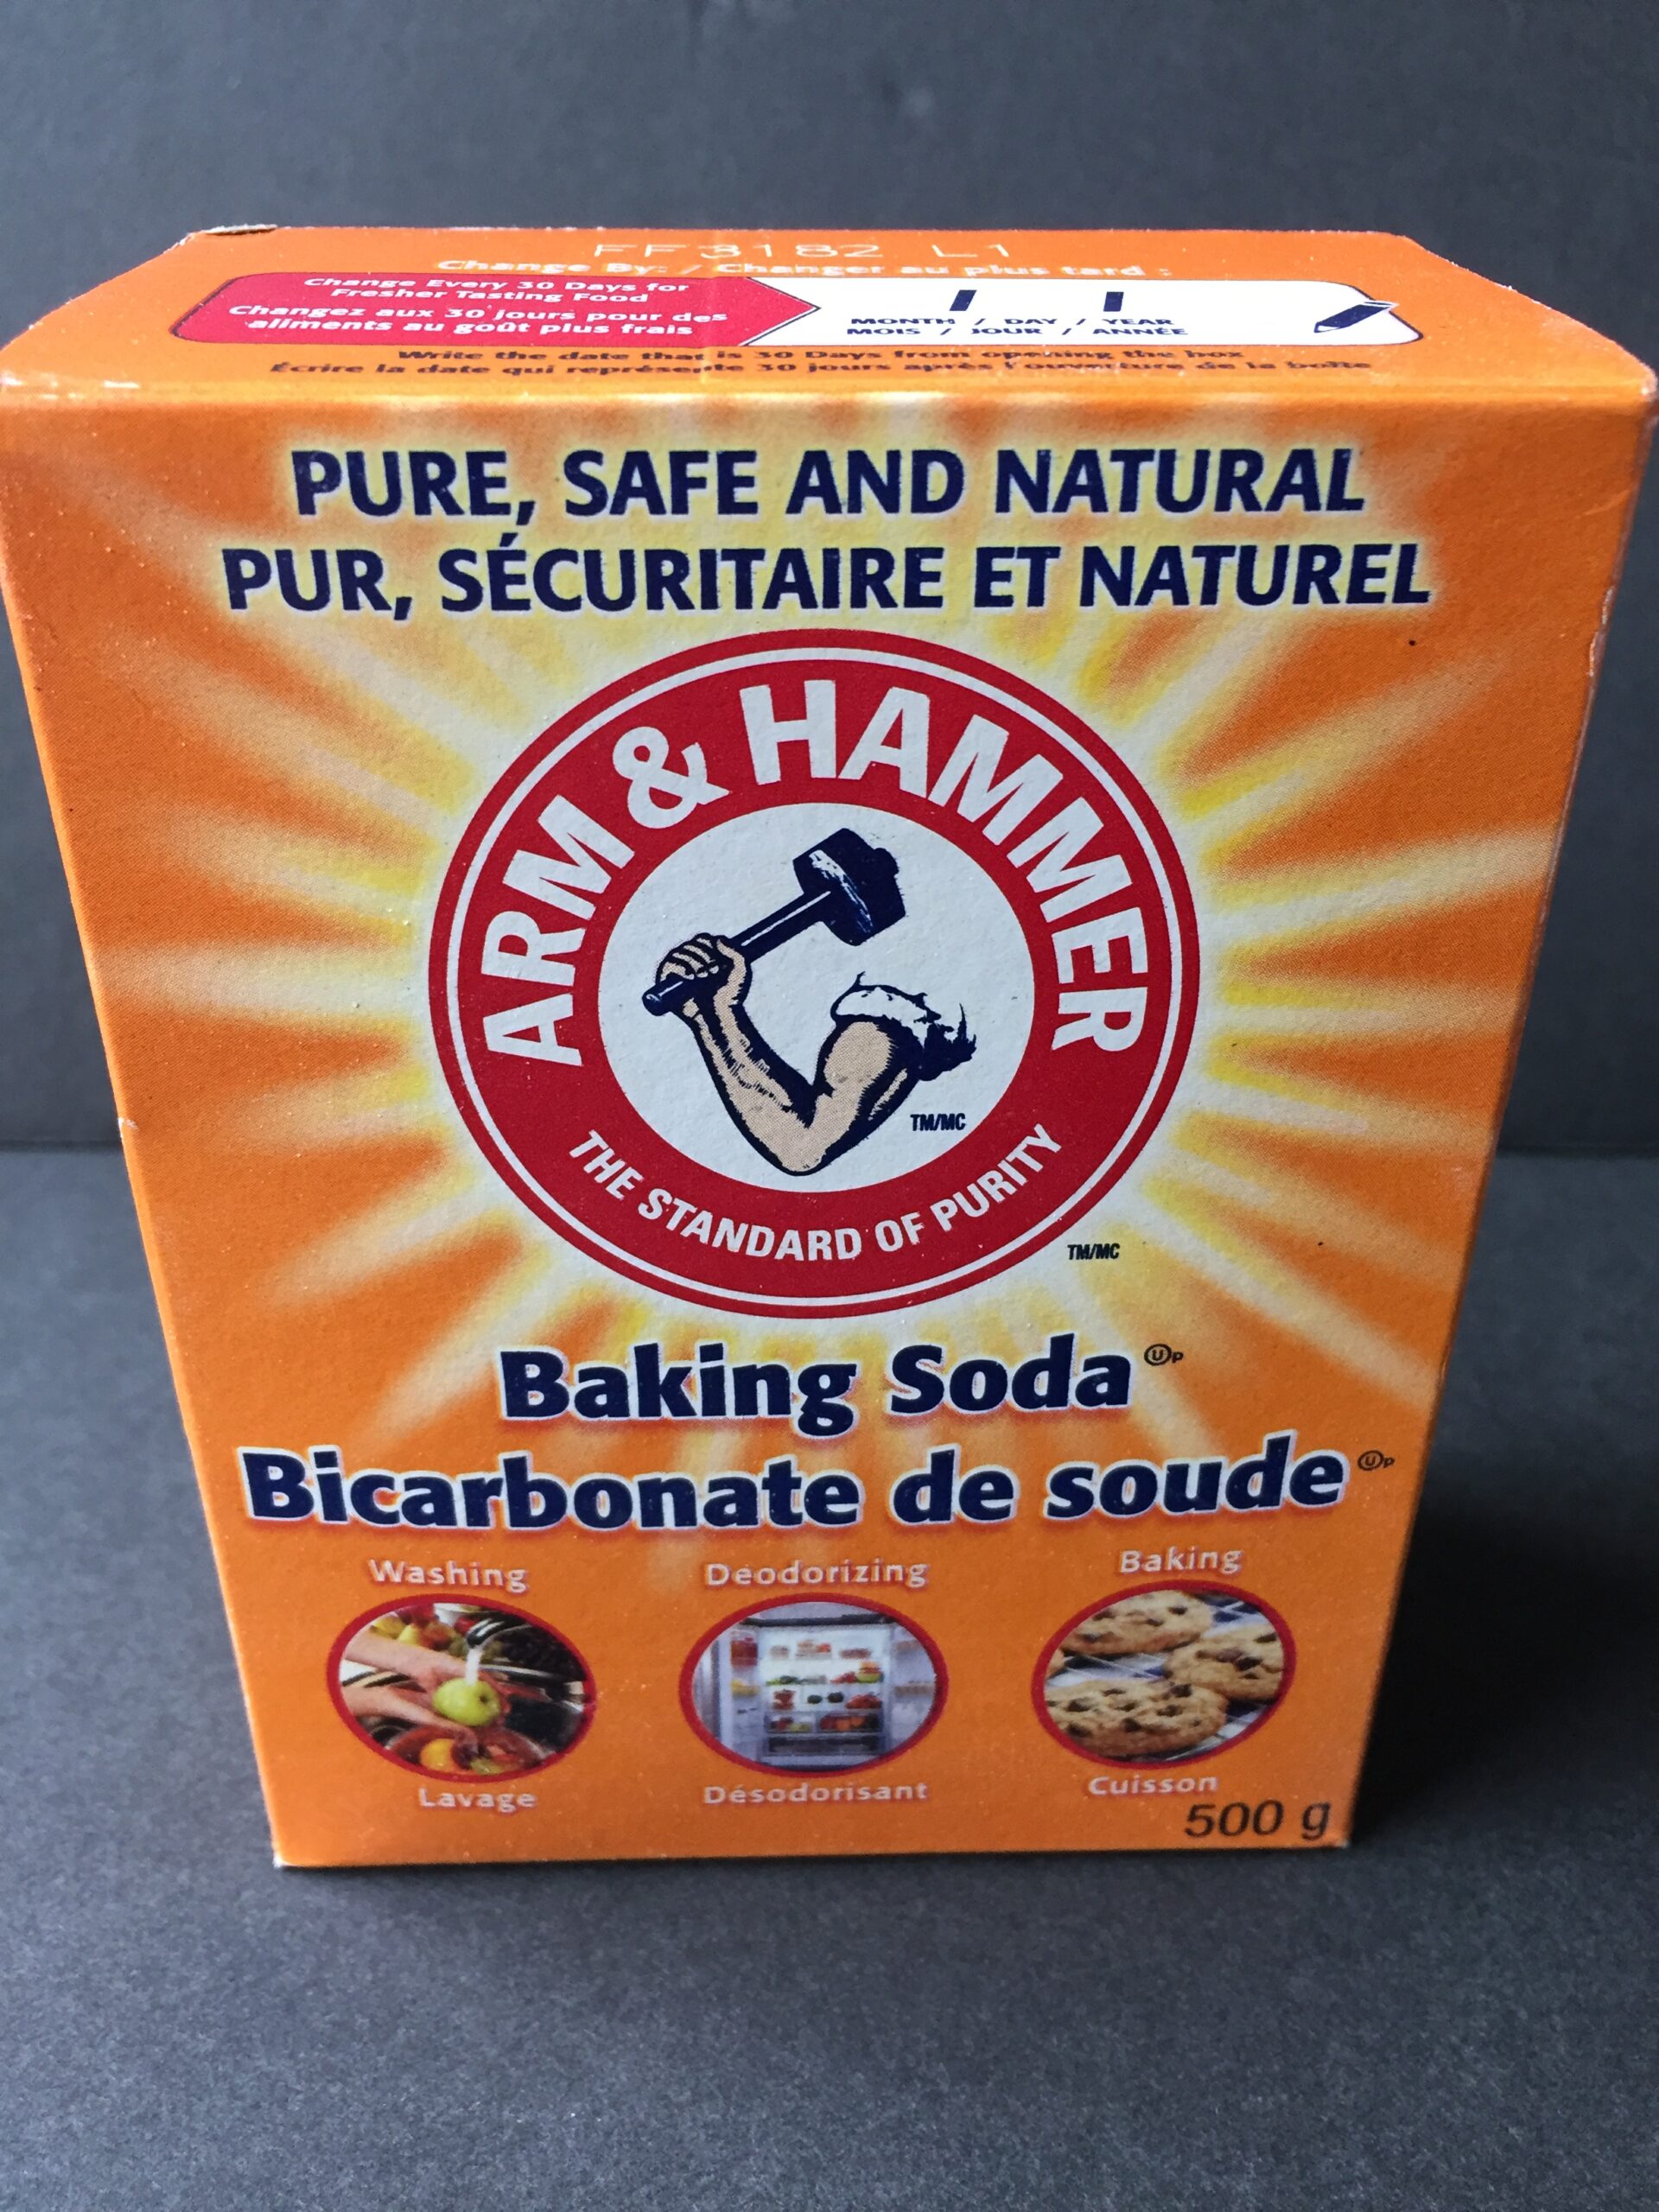 FF3182 L1
Change By: / Changer au plus tard :
Change Every 30 Days for
Fresher Tasting Food
Changez aux 30 jours pour des
aliments au goût plus frais
/ /
MONTH / DAY / YEAR
MOIS / JOUR / ANNÉE
Write the date that is 30 Days from opening the box
Écrire la date qui représente 30 jours après l'ouverture de la boîte
PURE, SAFE AND NATURAL
PUR, SÉCURITAIRE ET NATUREL
ARM & HAMMER
TM/MC
THE STANDARD OF PURITY
TM/MC
Baking Soda Ⓤp
Bicarbonate de soude Ⓤp
Washing
Deodorizing
Baking
Lavage
Désodorisant
Cuisson
500 g